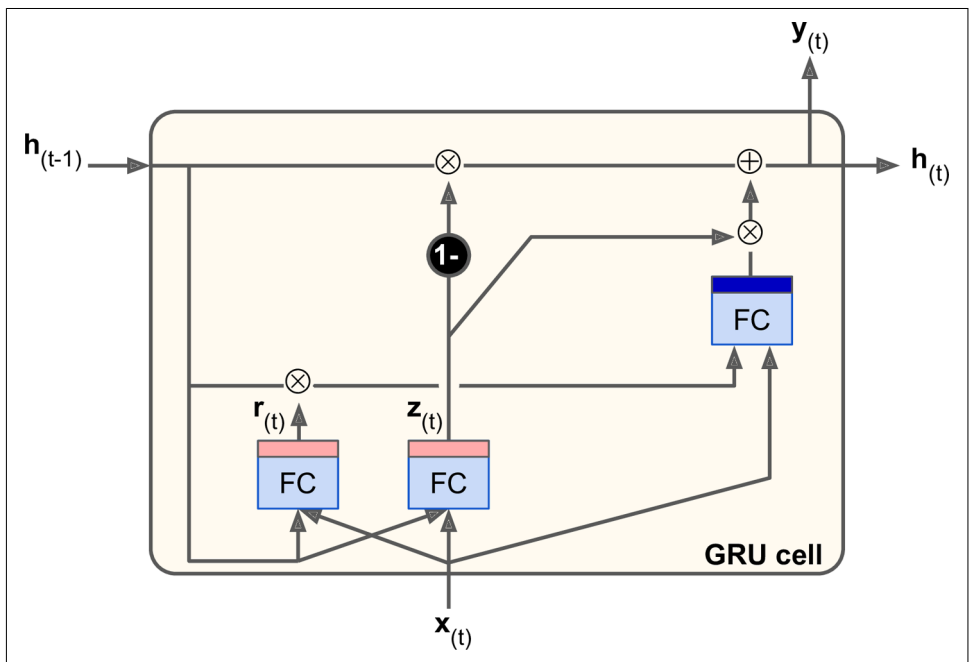 y(t)
h(t-1)
h(t)
1-
FC
r(t)
z(t)
FC
FC
GRU cell
x(t)